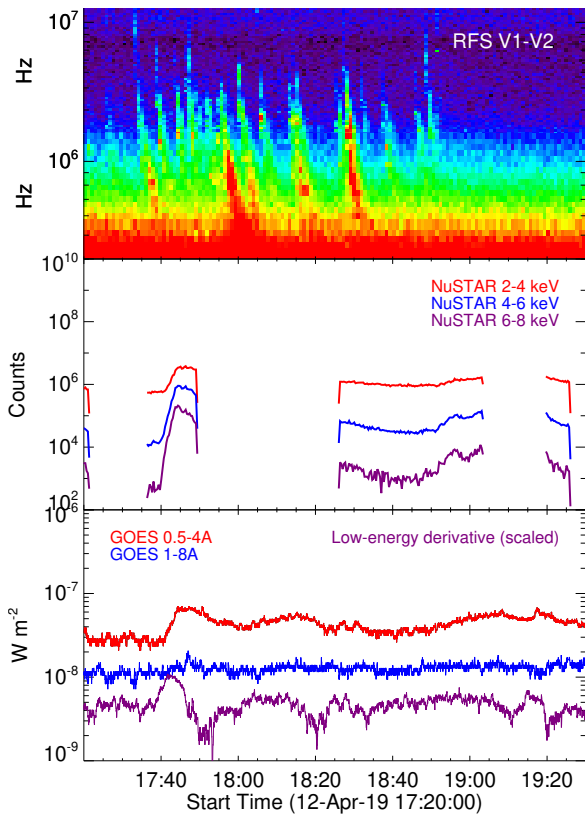 10⁷
Hz
RFS V1-V2
10⁶
Hz
10¹⁰
NuSTAR 2-4 keV
NuSTAR 4-6 keV
NuSTAR 6-8 keV
10⁸
Counts
10⁶
10⁴
10²
10⁻⁶
GOES 0.5-4A
Low-energy derivative (scaled)
GOES 1-8A
10⁻⁷
W m⁻²
10⁻⁸
10⁻⁹
17:40 18:00 18:20 18:40 19:00 19:20
Start Time (12-Apr-19 17:20:00)